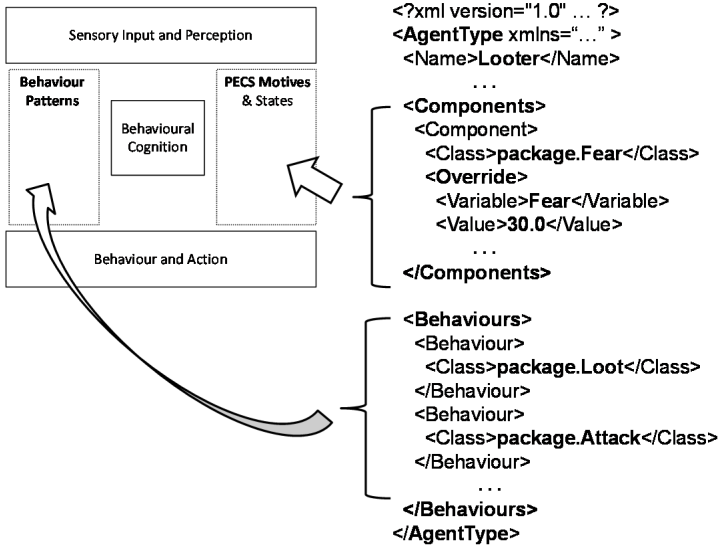 Sensory Input and Perception
Behaviour
Patterns
Behavioural
Cognition
PECS Motives
& States
Behaviour and Action
<?xml version="1.0" … ?>
<AgentType xmlns=“…” >
<Name>Looter</Name>
...
<Components>
<Component>
<Class>package.Fear</Class>
<Override>
<Variable>Fear</Variable>
<Value>30.0</Value>
...
</Components>
<Behaviours>
<Behaviour>
<Class>package.Loot</Class>
</Behaviour>
<Behaviour>
<Class>package.Attack</Class>
</Behaviour>
...
</Behaviours>
</AgentType>